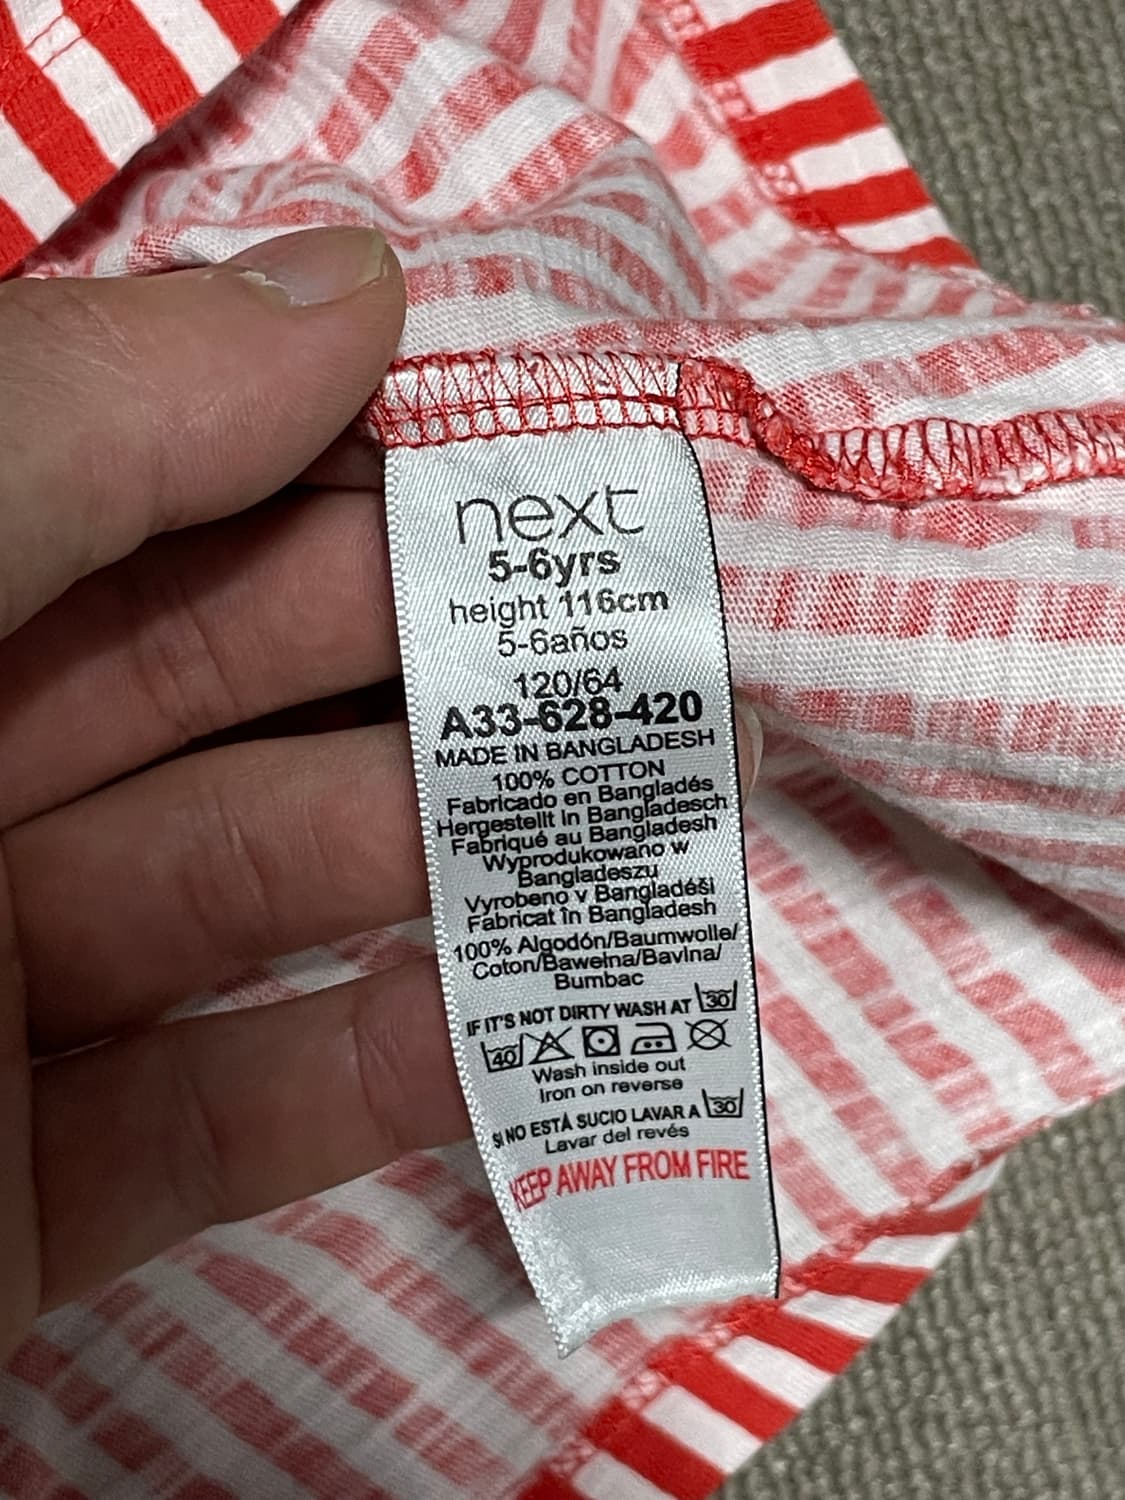 next
5-6yrs
height 116cm
5-6años
120/64
A33-628-420
MADE IN BANGLADESH
100% COTTON
Fabricado en Bangladés
Hergestellt in Bangladesch
Fabriqué au Bangladesh
Wyprodukowano w
Bangladeszu
Vyrobeno v Bangladéši
Fabricat în Bangladesh
100% Algodón/Baumwolle/
Coton/Bawełna/Bavlna/
Bumbac
IF IT'S NOT DIRTY WASH AT 30
40
Wash inside out
Iron on reverse
SI NO ESTÁ SUCIO LAVAR A 30
Lavar del revés
KEEP AWAY FROM FIRE